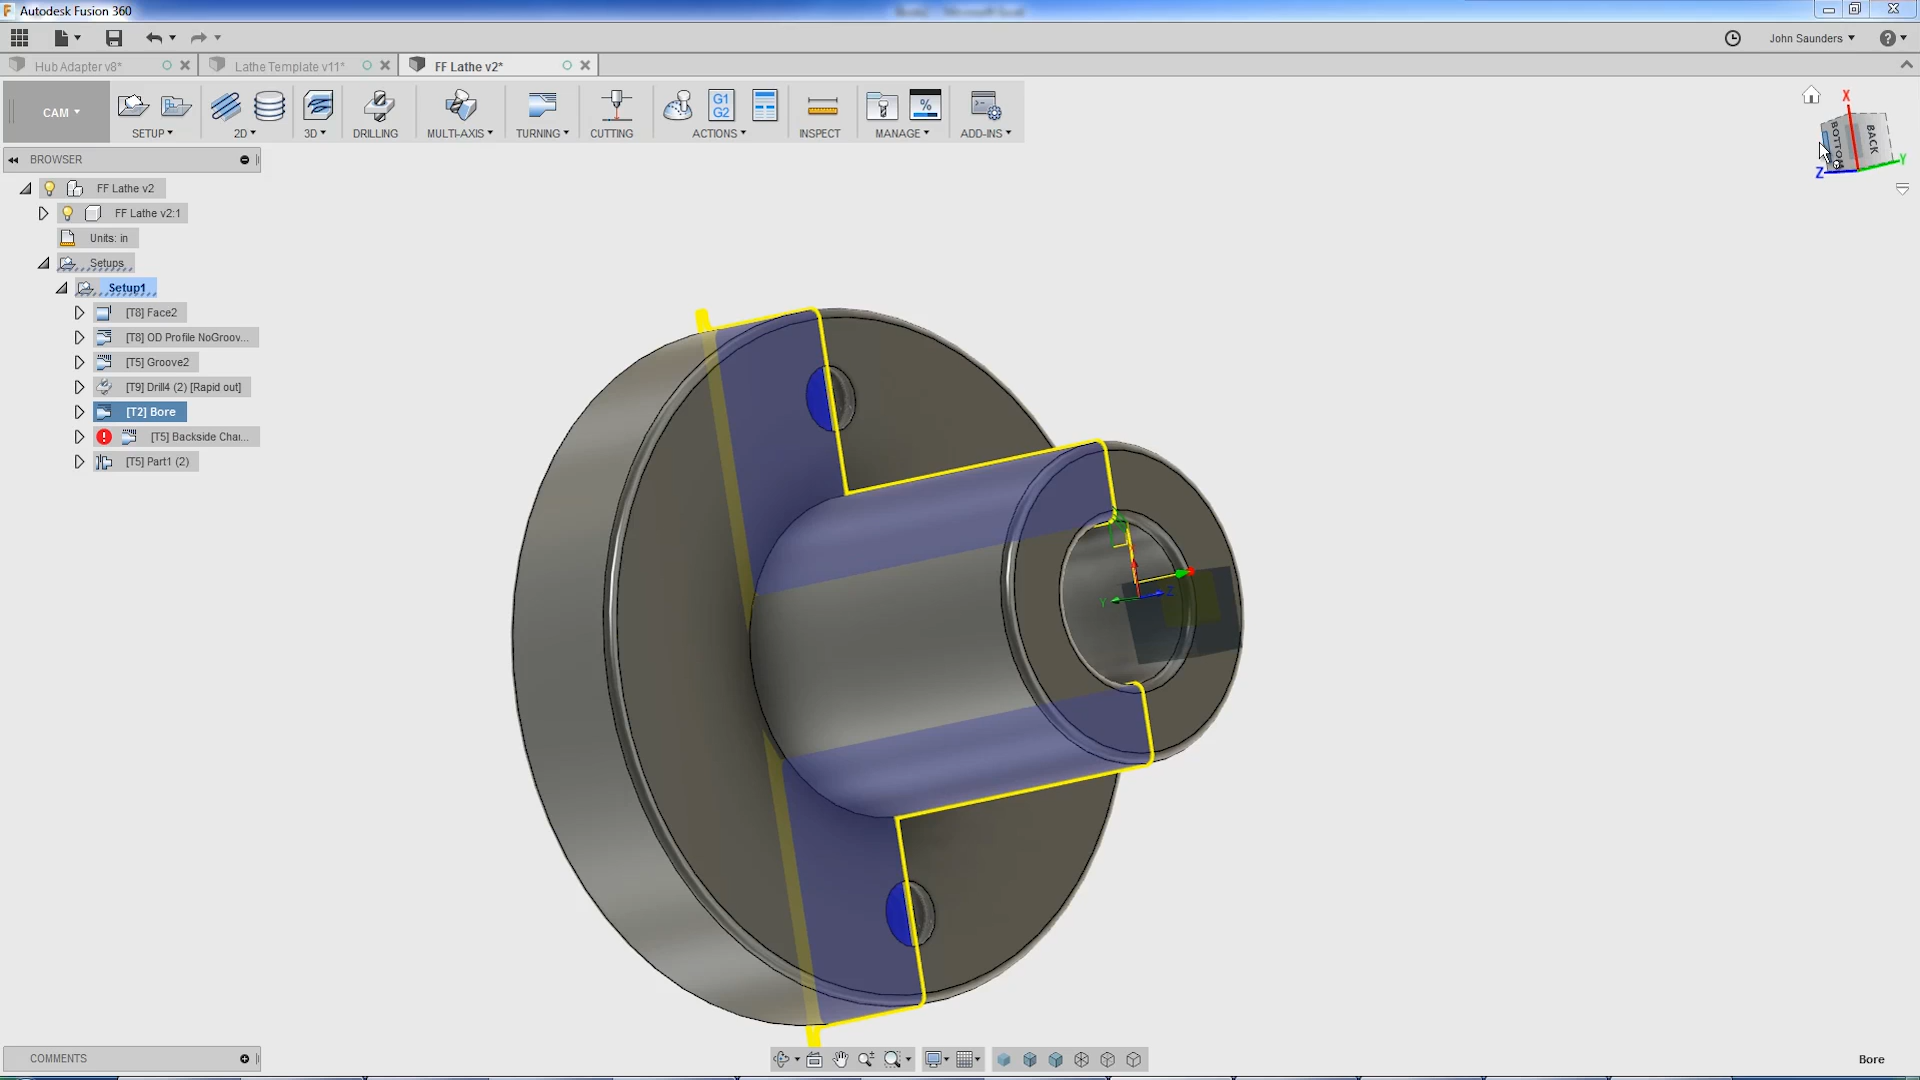 Autodesk Fusion 360
John Saunders
Hub Adapter v8*
Lathe Template v11*
FF Lathe v2*
CAM
G1
G2
%
SETUP
2D
3D
DRILLING
MULTI-AXIS
TURNING
CUTTING
ACTIONS
INSPECT
MANAGE
ADD-INS
X
BOTTOM
BACK
Y
Z
BROWSER
FF Lathe v2
FF Lathe v2:1
Units: in
Setups
Setup1
[T8] Face2
[T8] OD Profile NoGroov...
[T5] Groove2
[T9] Drill4 (2) [Rapid out]
[T2] Bore
[T5] Backside Cha...
[T5] Part1 (2)
Y
Z
COMMENTS
Bore